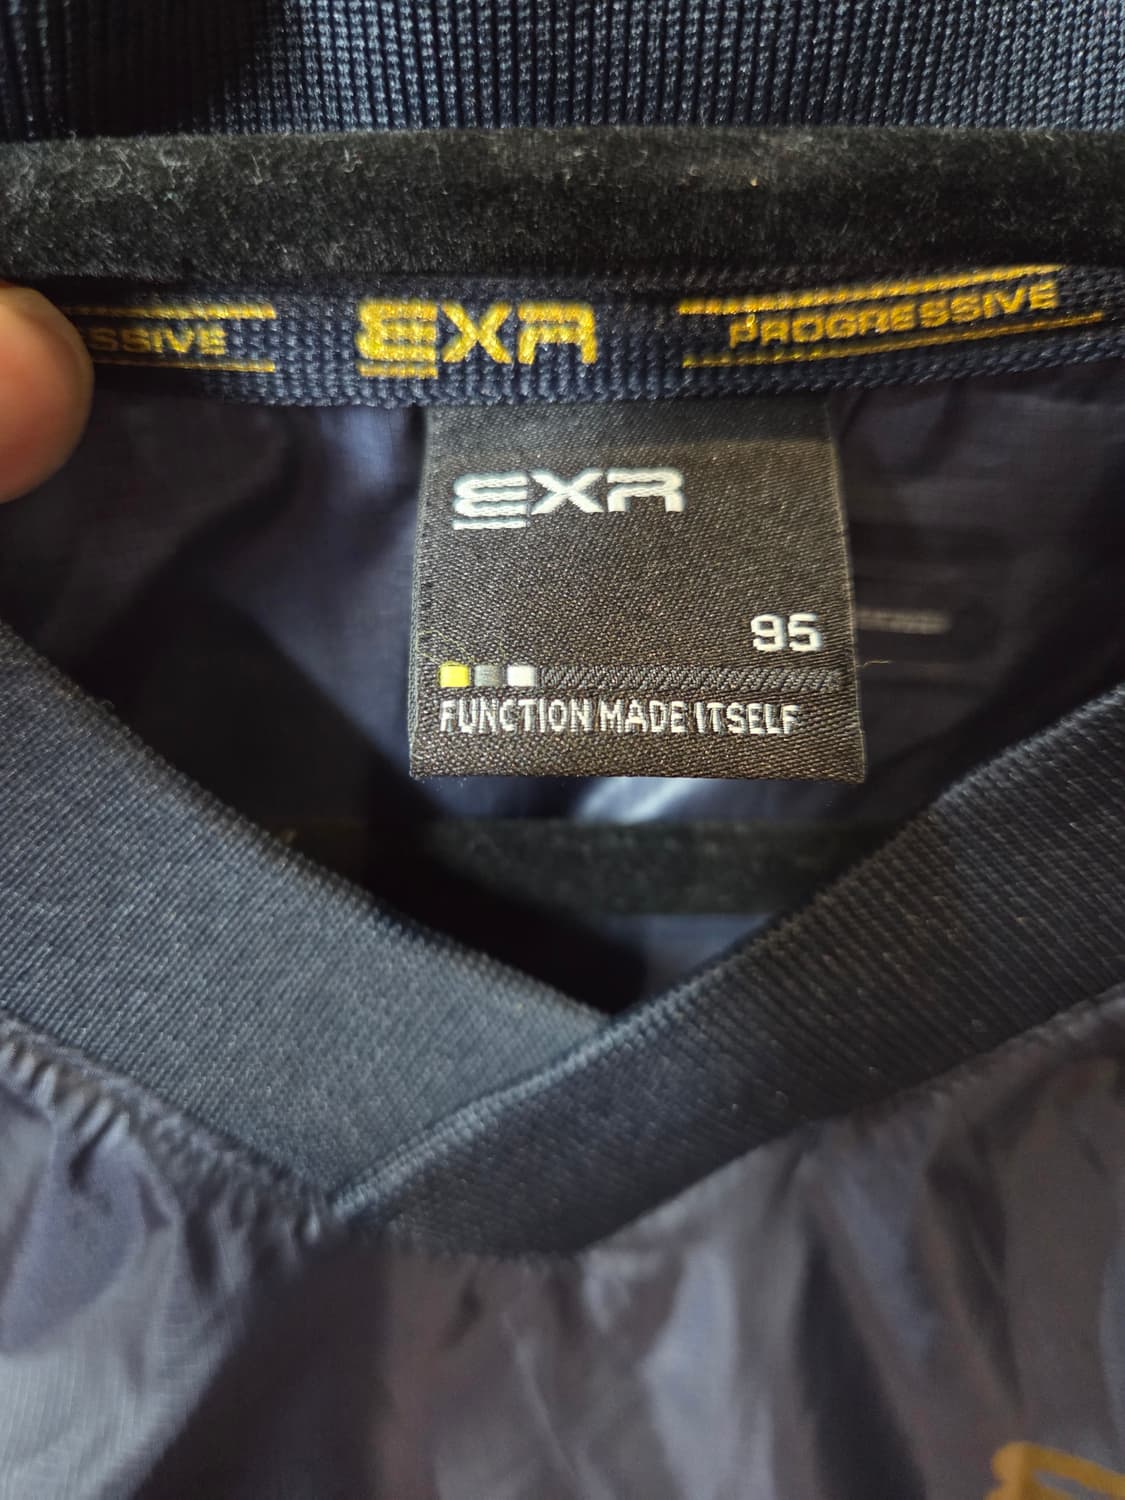 SSIVE EXR PROGRESSIVE
EXR
95
FUNCTION MADE ITSELF